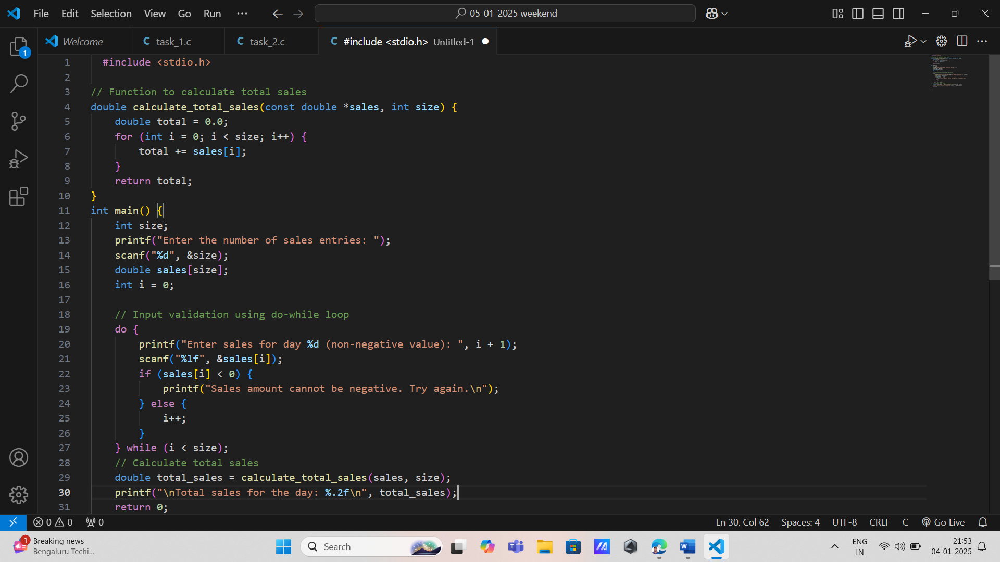 File Edit Selection View Go Run ··· 05-01-2025 weekend
Welcome task_1.c task_2.c #include <stdio.h> Untitled-1
1 #include <stdio.h>
2
3 // Function to calculate total sales
4 double calculate_total_sales(const double *sales, int size) {
5 double total = 0.0;
6 for (int i = 0; i < size; i++) {
7 total += sales[i];
8 }
9 return total;
10 }
11 int main() {
12 int size;
13 printf("Enter the number of sales entries: ");
14 scanf("%d", &size);
15 double sales[size];
16 int i = 0;
17
18 // Input validation using do-while loop
19 do {
20 printf("Enter sales for day %d (non-negative value): ", i + 1);
21 scanf("%lf", &sales[i]);
22 if (sales[i] < 0) {
23 printf("Sales amount cannot be negative. Try again.\n");
24 } else {
25 i++;
26 }
27 } while (i < size);
28 // Calculate total sales
29 double total_sales = calculate_total_sales(sales, size);
30 printf("\nTotal sales for the day: %.2f\n", total_sales);
31 return 0;
1
0 0 0 Ln 30, Col 62 Spaces: 4 UTF-8 CRLF C Go Live
1 Breaking news
Bengaluru Techi...
Search
ENG
IN
21:53
04-01-2025